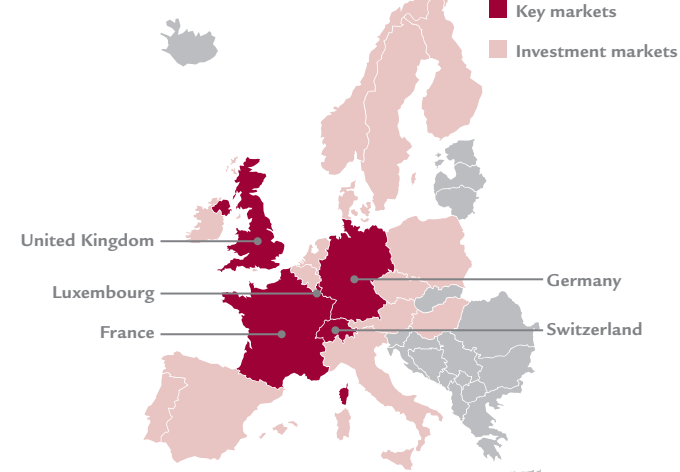 Key markets
Investment markets
United Kingdom
Luxembourg
France
Germany
Switzerland